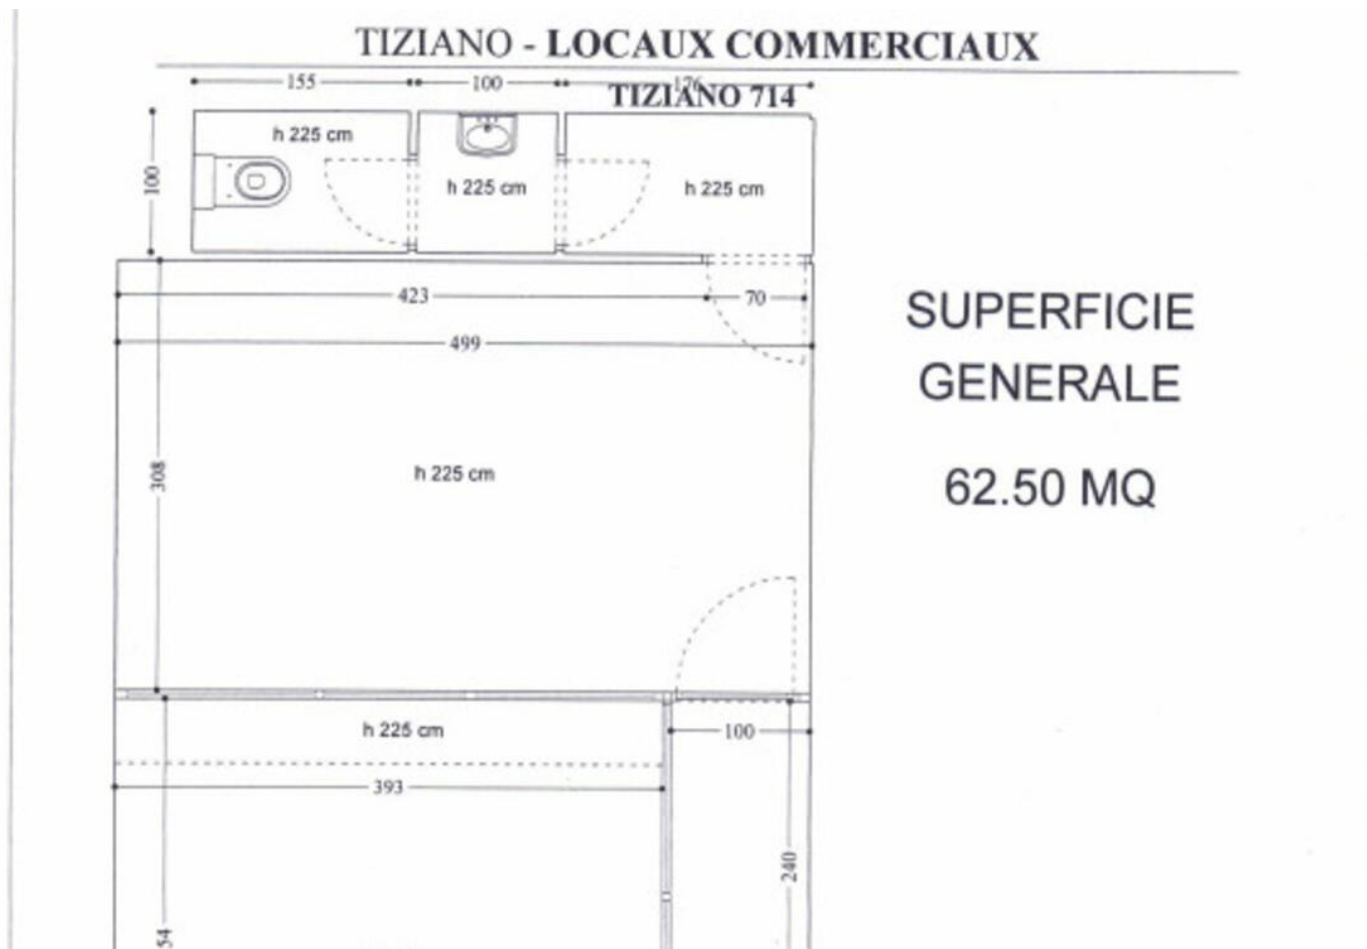 TIZIANO - LOCAUX COMMERCIAUX
155 100 176
TIZIANO 714
h 225 cm
100
h 225 cm
h 225 cm
423 70
499
SUPERFICIE
GENERALE
62.50 MQ
308
h 225 cm
h 225 cm
100
393
240
54